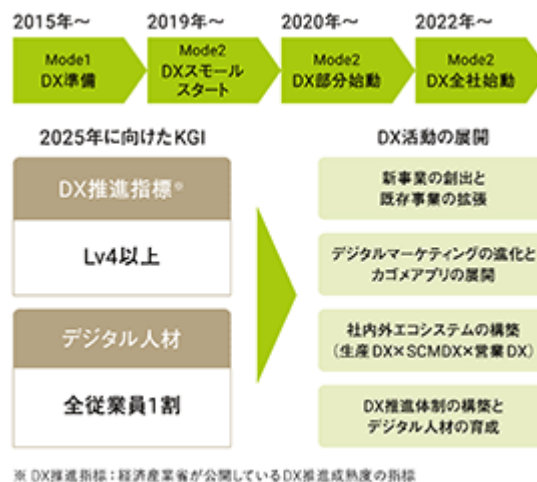 2015年～
2019年～
2020年～
2022年～
Mode1
DX準備
Mode2
DXスモール
スタート
Mode2
DX部分始動
Mode2
DX全社始動
2025年に向けたKGI
DX推進指標※
Lv4以上
デジタル人材
全従業員1割
DX活動の展開
新事業の創出と
既存事業の拡張
デジタルマーケティングの進化と
カゴメアプリの展開
社内外エコシステムの構築
(生産DX×SCMDX×営業DX)
DX推進体制の構築と
デジタル人材の育成
※ DX推進指標：経済産業省が公開しているDX推進成熟度の指標